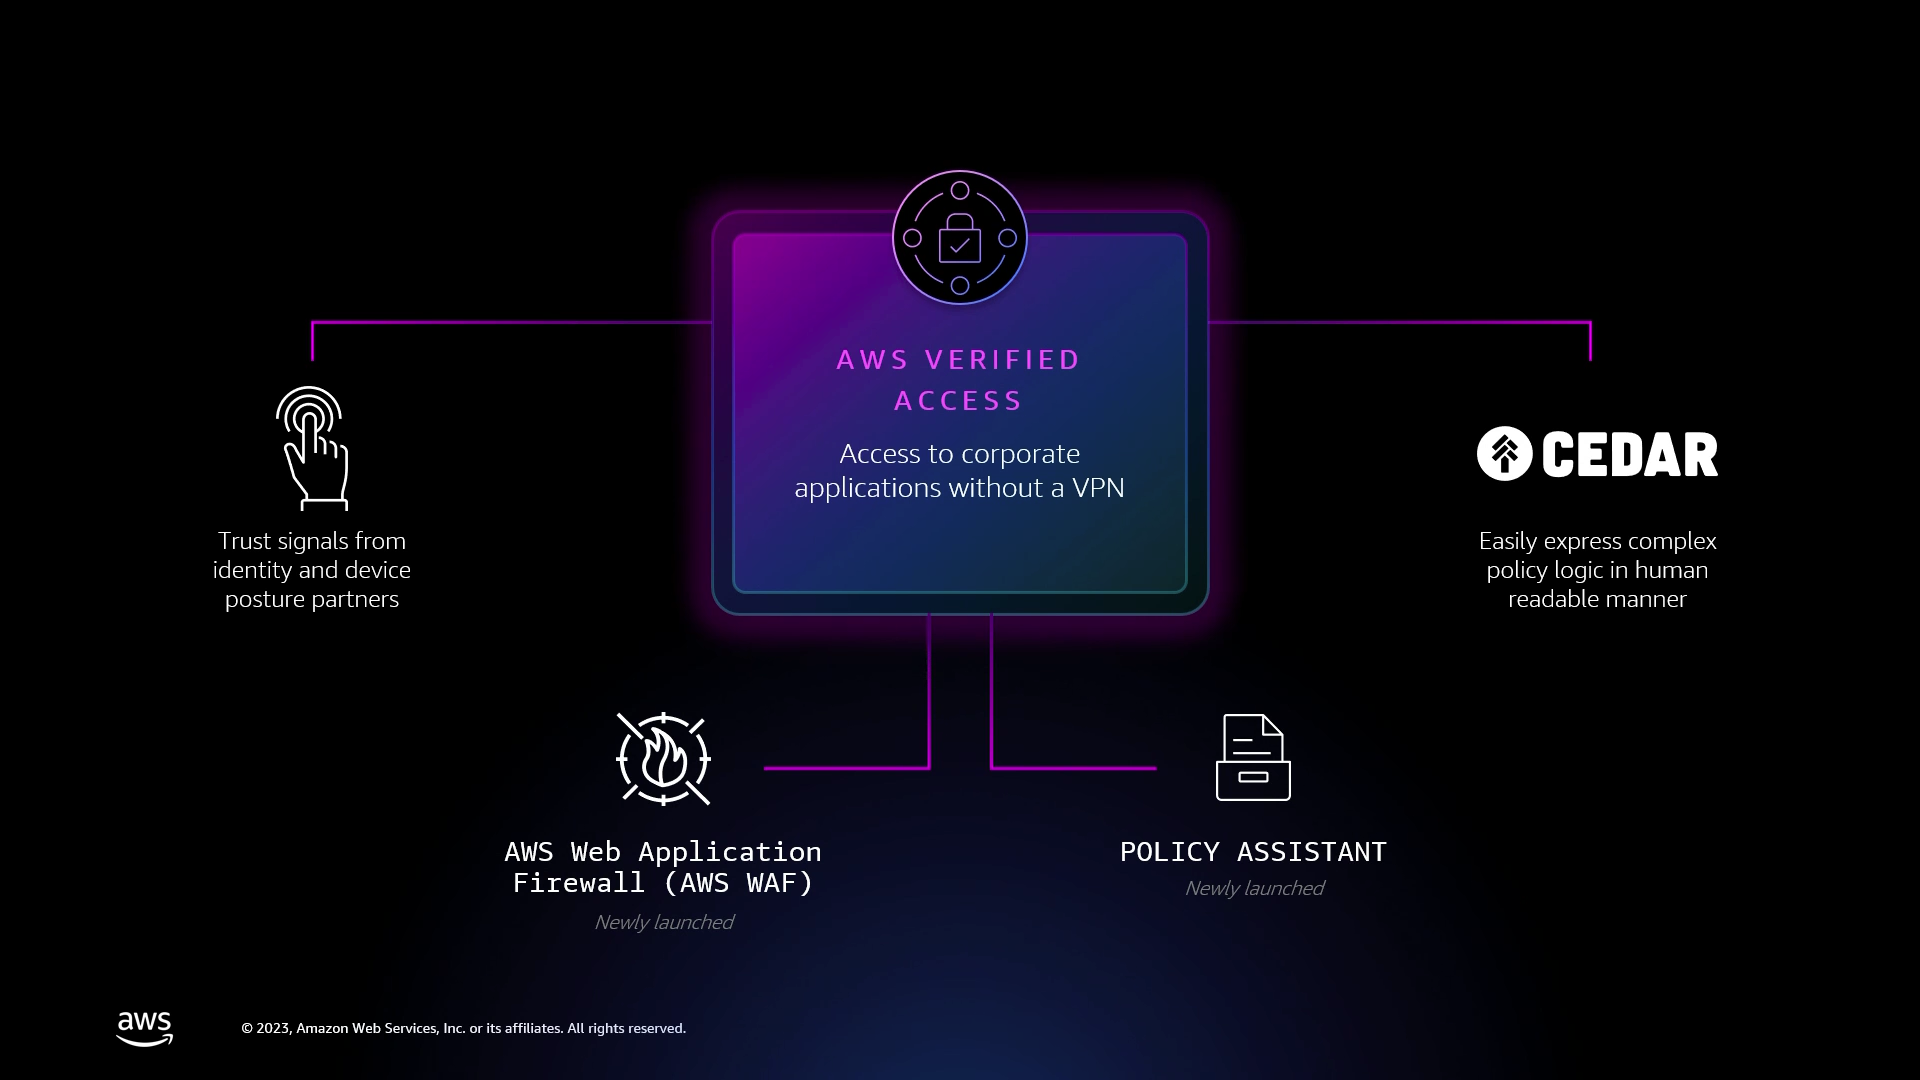 AWS VERIFIED
ACCESS
Access to corporate
applications without a VPN
Trust signals from
identity and device
posture partners
CEDAR
Easily express complex
policy logic in human
readable manner
AWS Web Application
Firewall (AWS WAF)
Newly launched
POLICY ASSISTANT
Newly launched
aws
© 2023, Amazon Web Services, Inc. or its affiliates. All rights reserved.